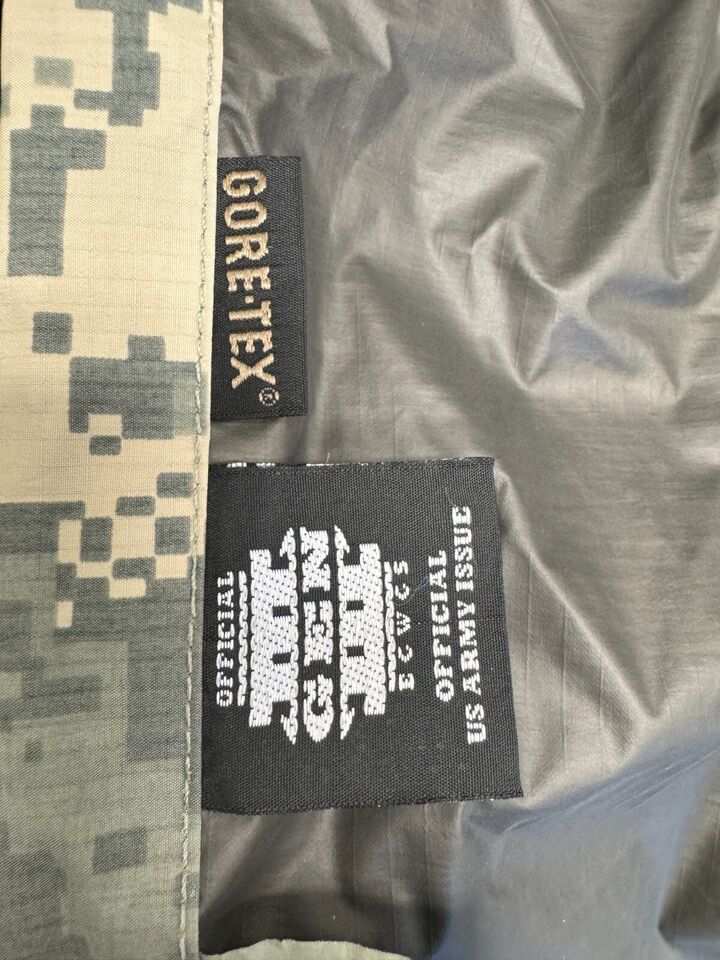 GORE-TEX®
OFFICIAL
III
GEN
III
ECWCS
OFFICIAL
US ARMY ISSUE